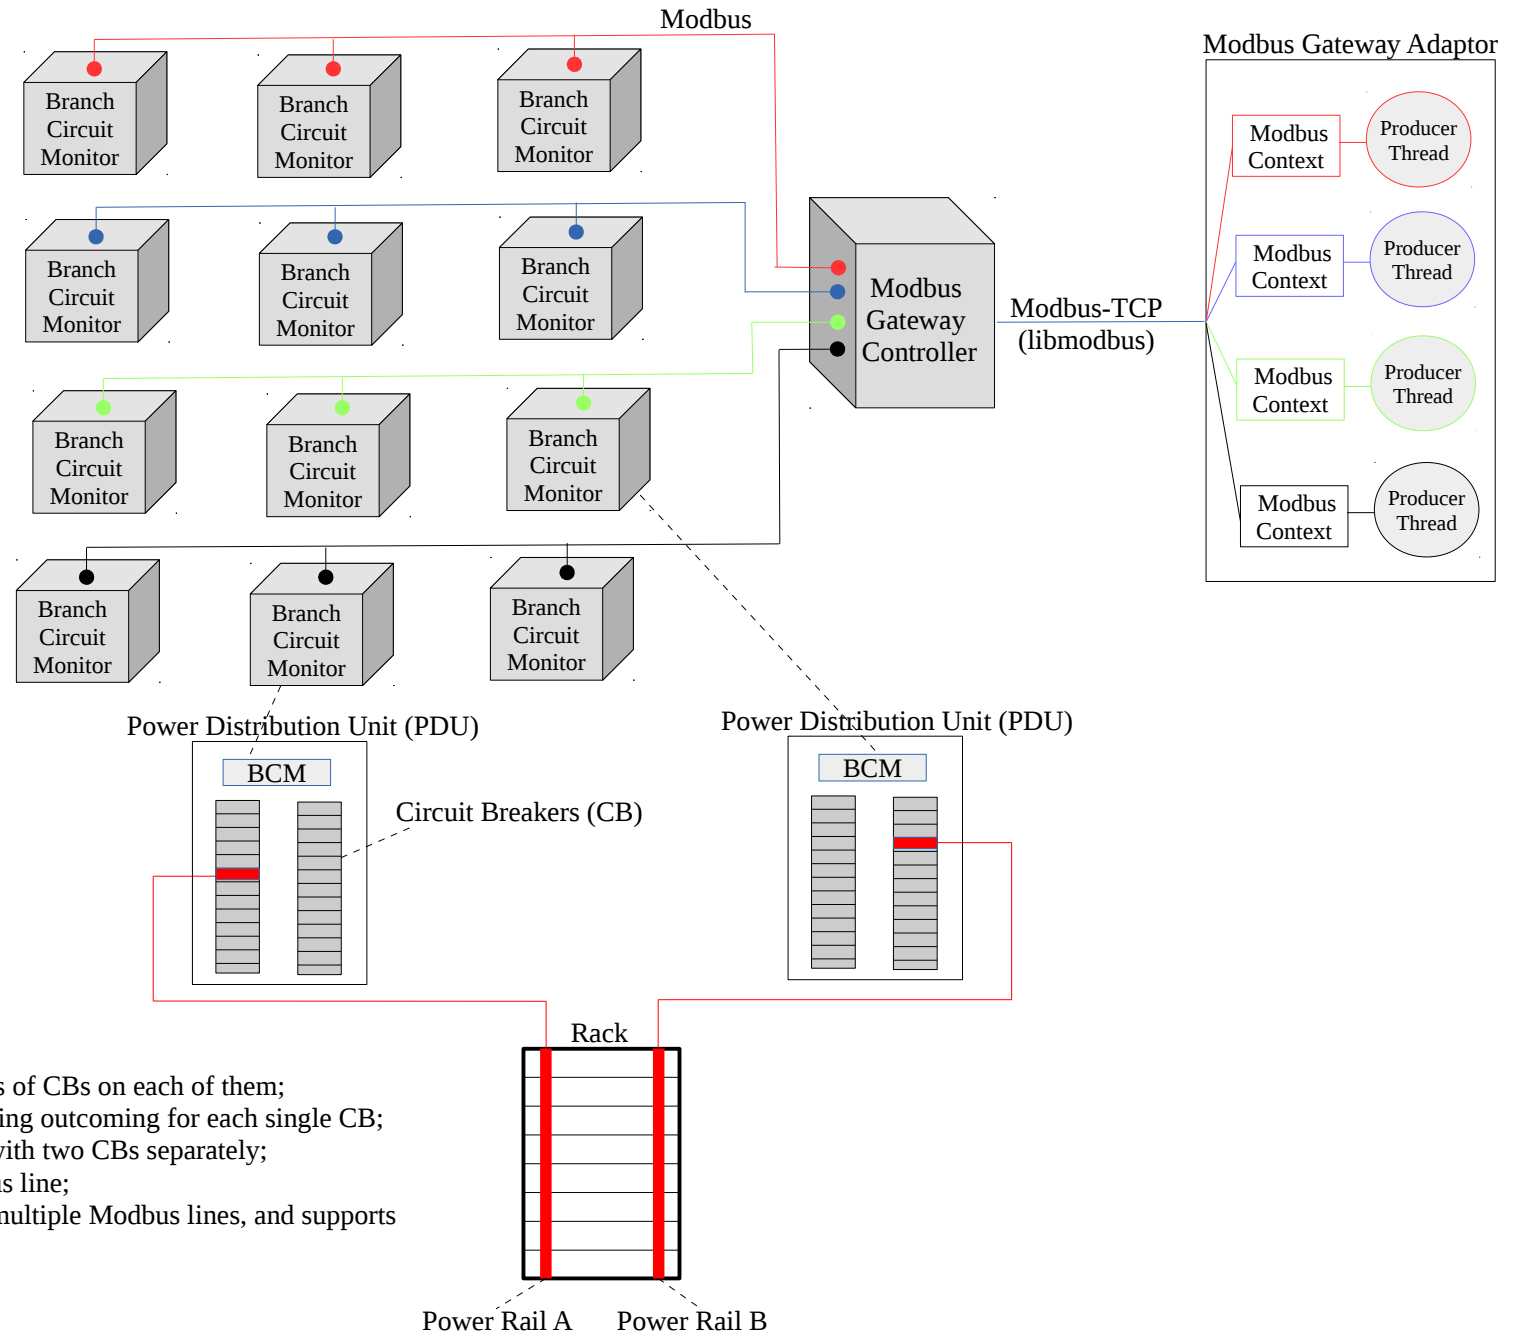 Modbus
Modbus Gateway Adaptor
Branch
Circuit
Monitor
Branch
Circuit
Monitor
Branch
Circuit
Monitor
Modbus
Context
Producer
Thread
Branch
Circuit
Monitor
Branch
Circuit
Monitor
Branch
Circuit
Monitor
Modbus
Gateway
Controller
Modbus-TCP
(libmodbus)
Modbus
Context
Producer
Thread
Branch
Circuit
Monitor
Branch
Circuit
Monitor
Branch
Circuit
Monitor
Modbus
Context
Producer
Thread
Modbus
Context
Producer
Thread
Branch
Circuit
Monitor
Branch
Circuit
Monitor
Branch
Circuit
Monitor
Power Distribution Unit (PDU)
BCM
Circuit Breakers (CB)
Power Distribution Unit (PDU)
BCM
Rack
of CBs on each of them;
outcoming for each single CB;
with two CBs separately;
line;
multiple Modbus lines, and supports
Power Rail A
Power Rail B